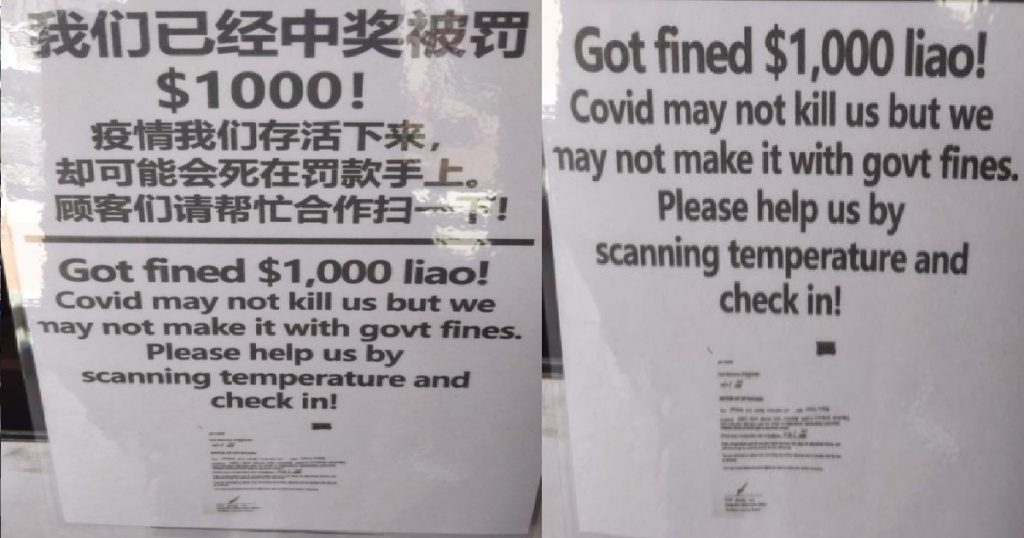 我们已经中奖被罚
$1000!
疫情我们存活下来，
却可能会死在罚款手上。
顾客们请帮忙合作扫一下!
Got fined $1,000 liao!
Covid may not kill us but we
may not make it with govt fines.
Please help us by
scanning temperature and
check in!
Got fined $1,000 liao!
Covid may not kill us but we
may not make it with govt fines.
Please help us by
scanning temperature and
check in!